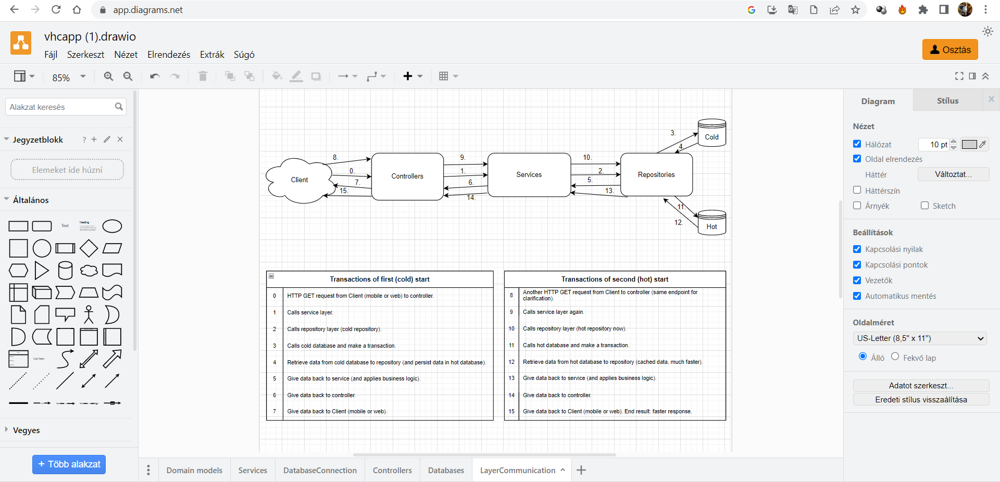 app.diagrams.net
vhcapp (1).drawio
Fájl Szerkeszt Nézet Elrendezés Extrák Súgó
Osztás
85%
Alakzat keresés
Jegyzetblokk ?
Elemeket ide húzni
Általános
Text
Heading
List Item
Vegyes
+ Több alakzat
3.
Cold
4.
8.
9.
10.
0.
1.
2.
Client
Controllers
Services
Repositories
7.
6.
5.
15.
14.
13.
11.
12.
Hot
Transactions of first (cold) start
0 HTTP GET request from Client (mobile or web) to controller.
1 Calls service layer.
2 Calls repository layer (cold repository).
3 Calls cold database and make a transaction.
4 Retrieve data from cold database to repository (and persist data in hot database).
5 Give data back to service (and applies business logic).
6 Give data back to controller.
7 Give data back to Client (mobile or web).
Transactions of second (hot) start
8 Another HTTP GET request from Client to controller (same endpoint for
clarification).
9 Calls service layer again.
10 Calls repository layer (hot repository now).
11 Calls hot database and make a transaction.
12 Retrieve data from hot database to repository (cached data, much faster).
13 Give data back to service (and applies business logic).
14 Give data back to controller.
15 Give data back to Client (mobile or web). End result: faster response.
Domain models Services DatabaseConnection Controllers Databases LayerCommunication
Diagram Stílus
Nézet
Hálózat 10 pt
Oldal elrendezés
Háttér Változtat...
Háttérszín
Árnyék Sketch
Beállítások
Kapcsolási nyilak
Kapcsolási pontok
Vezetők
Automatikus mentés
Oldalméret
US-Letter (8,5" x 11")
Álló Fekvő lap
Adatot szerkeszt...
Eredeti stílus visszaálítása